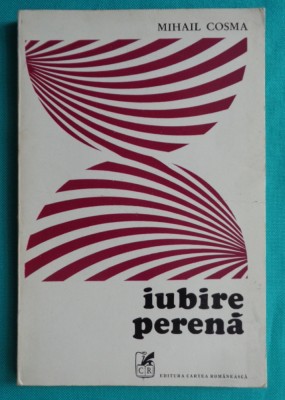 MIHAIL COSMA
iubire
perenă
CR
EDITURA CARTEA ROMÂNEASCĂ